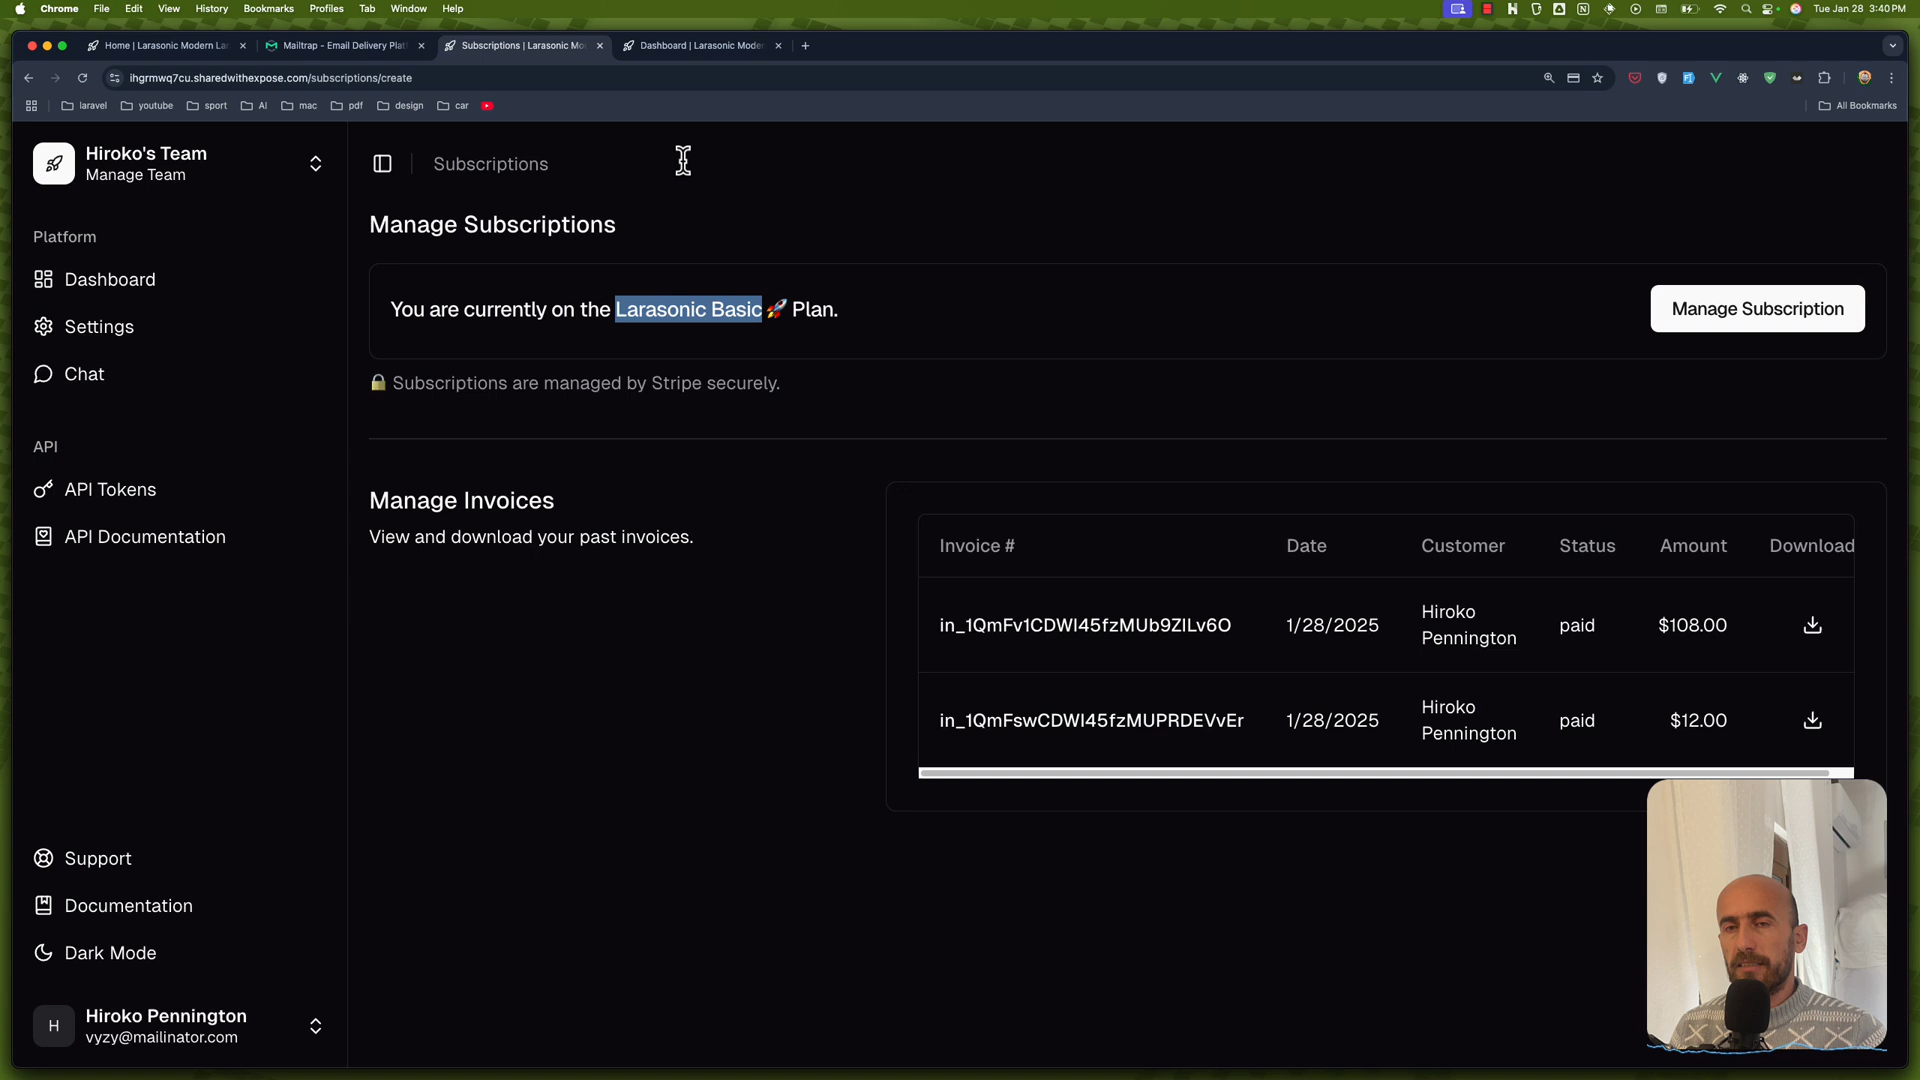 Chrome File Edit View History Bookmarks Profiles Tab Window Help
Tue Jan 28 3:40 PM
Home | Larasonic Modern Lar
Mailtrap - Email Delivery Platf
Subscriptions | Larasonic Mo
Dashboard | Larasonic Moder
ihgrmwq7cu.sharedwithexpose.com/subscriptions/create
laravel youtube sport AI mac pdf design car
All Bookmarks
Hiroko's Team
Manage Team
Subscriptions
Platform
Dashboard
Settings
Chat
API
API Tokens
API Documentation
Support
Documentation
Dark Mode
H
Hiroko Pennington
vyzy@mailinator.com
Manage Subscriptions
You are currently on the Larasonic Basic 🚀 Plan.
Manage Subscription
🔒 Subscriptions are managed by Stripe securely.
Manage Invoices
View and download your past invoices.
Invoice # Date Customer Status Amount Download
in_1QmFv1CDWI45fzMUb9ZILv6O 1/28/2025 Hiroko Pennington paid $108.00
in_1QmFswCDWI45fzMUPRDEVvEr 1/28/2025 Hiroko Pennington paid $12.00